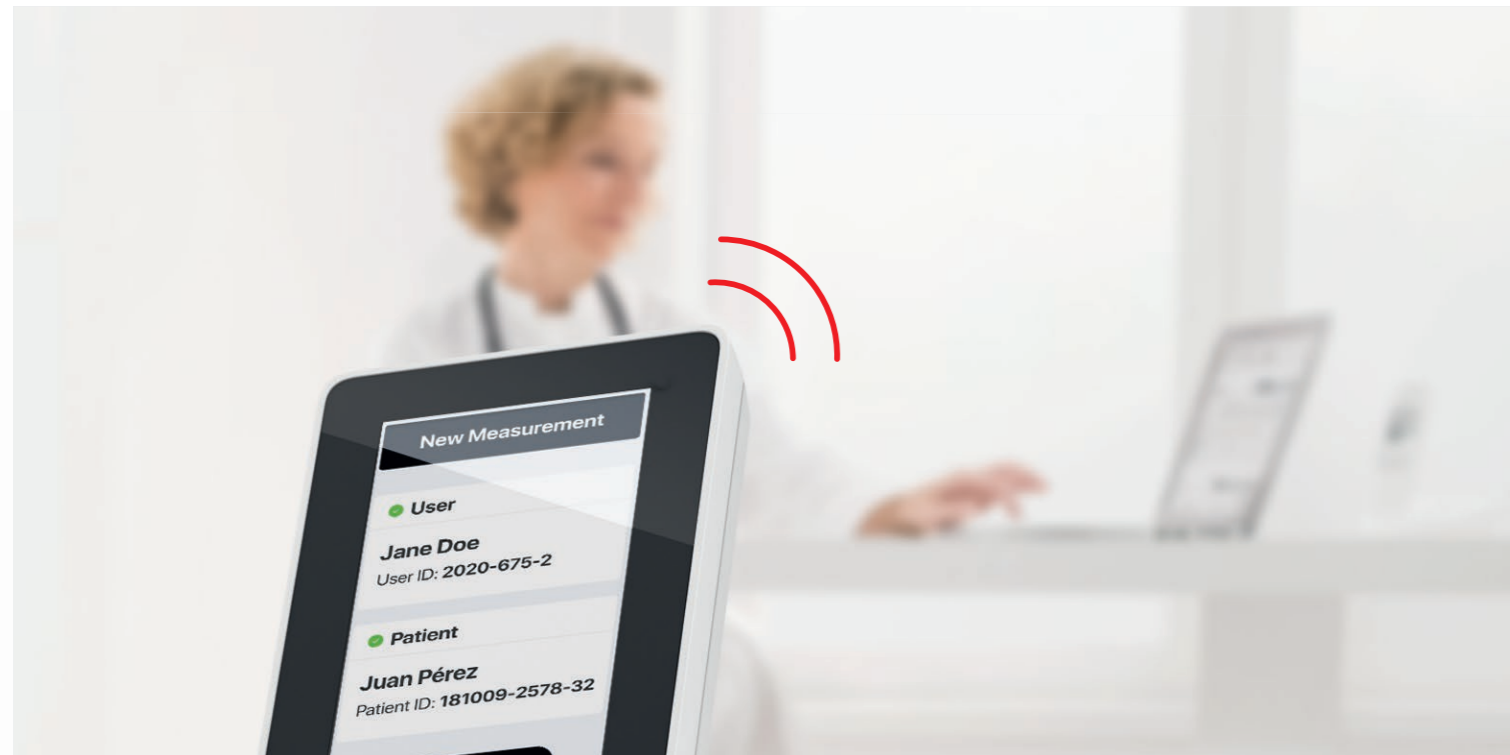 New Measurement
User
Jane Doe
User ID: 2020-675-2
Patient
Juan Pérez
Patient ID: 181009-2578-32